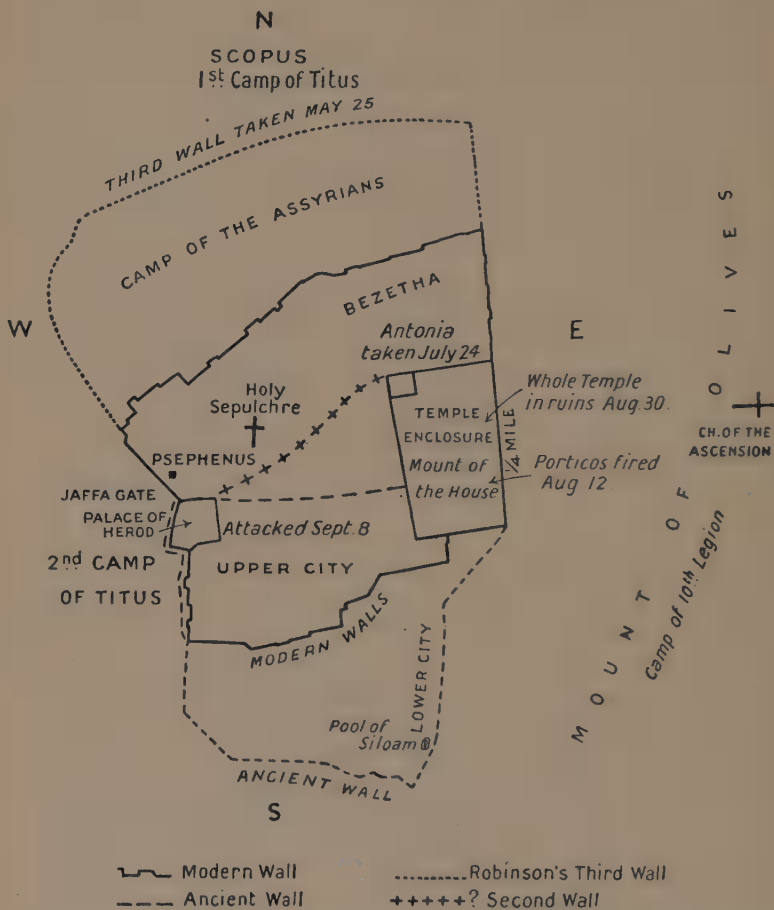 N
SCOPUS
1st Camp of Titus
THIRD WALL TAKEN MAY 25
CAMP OF THE ASSYRIANS
BEZETHA
W
E
Antonia
taken July 24
Holy
Sepulchre
PSEPHENUS
JAFFA GATE
PALACE OF
HEROD
Attacked Sept. 8
2nd CAMP
OF TITUS
UPPER CITY
TEMPLE
ENCLOSURE
Mount of
the House
1/4 MILE
Whole Temple
in ruins Aug. 30.
Porticos fired
Aug 12
MOUNT OF OLIVES
CH. OF THE
ASCENSION
Camp of 10th Legion
MODERN WALLS
LOWER CITY
Pool of
Siloam
ANCIENT WALL
S
Modern Wall
Robinson's Third Wall
Ancient Wall
? Second Wall